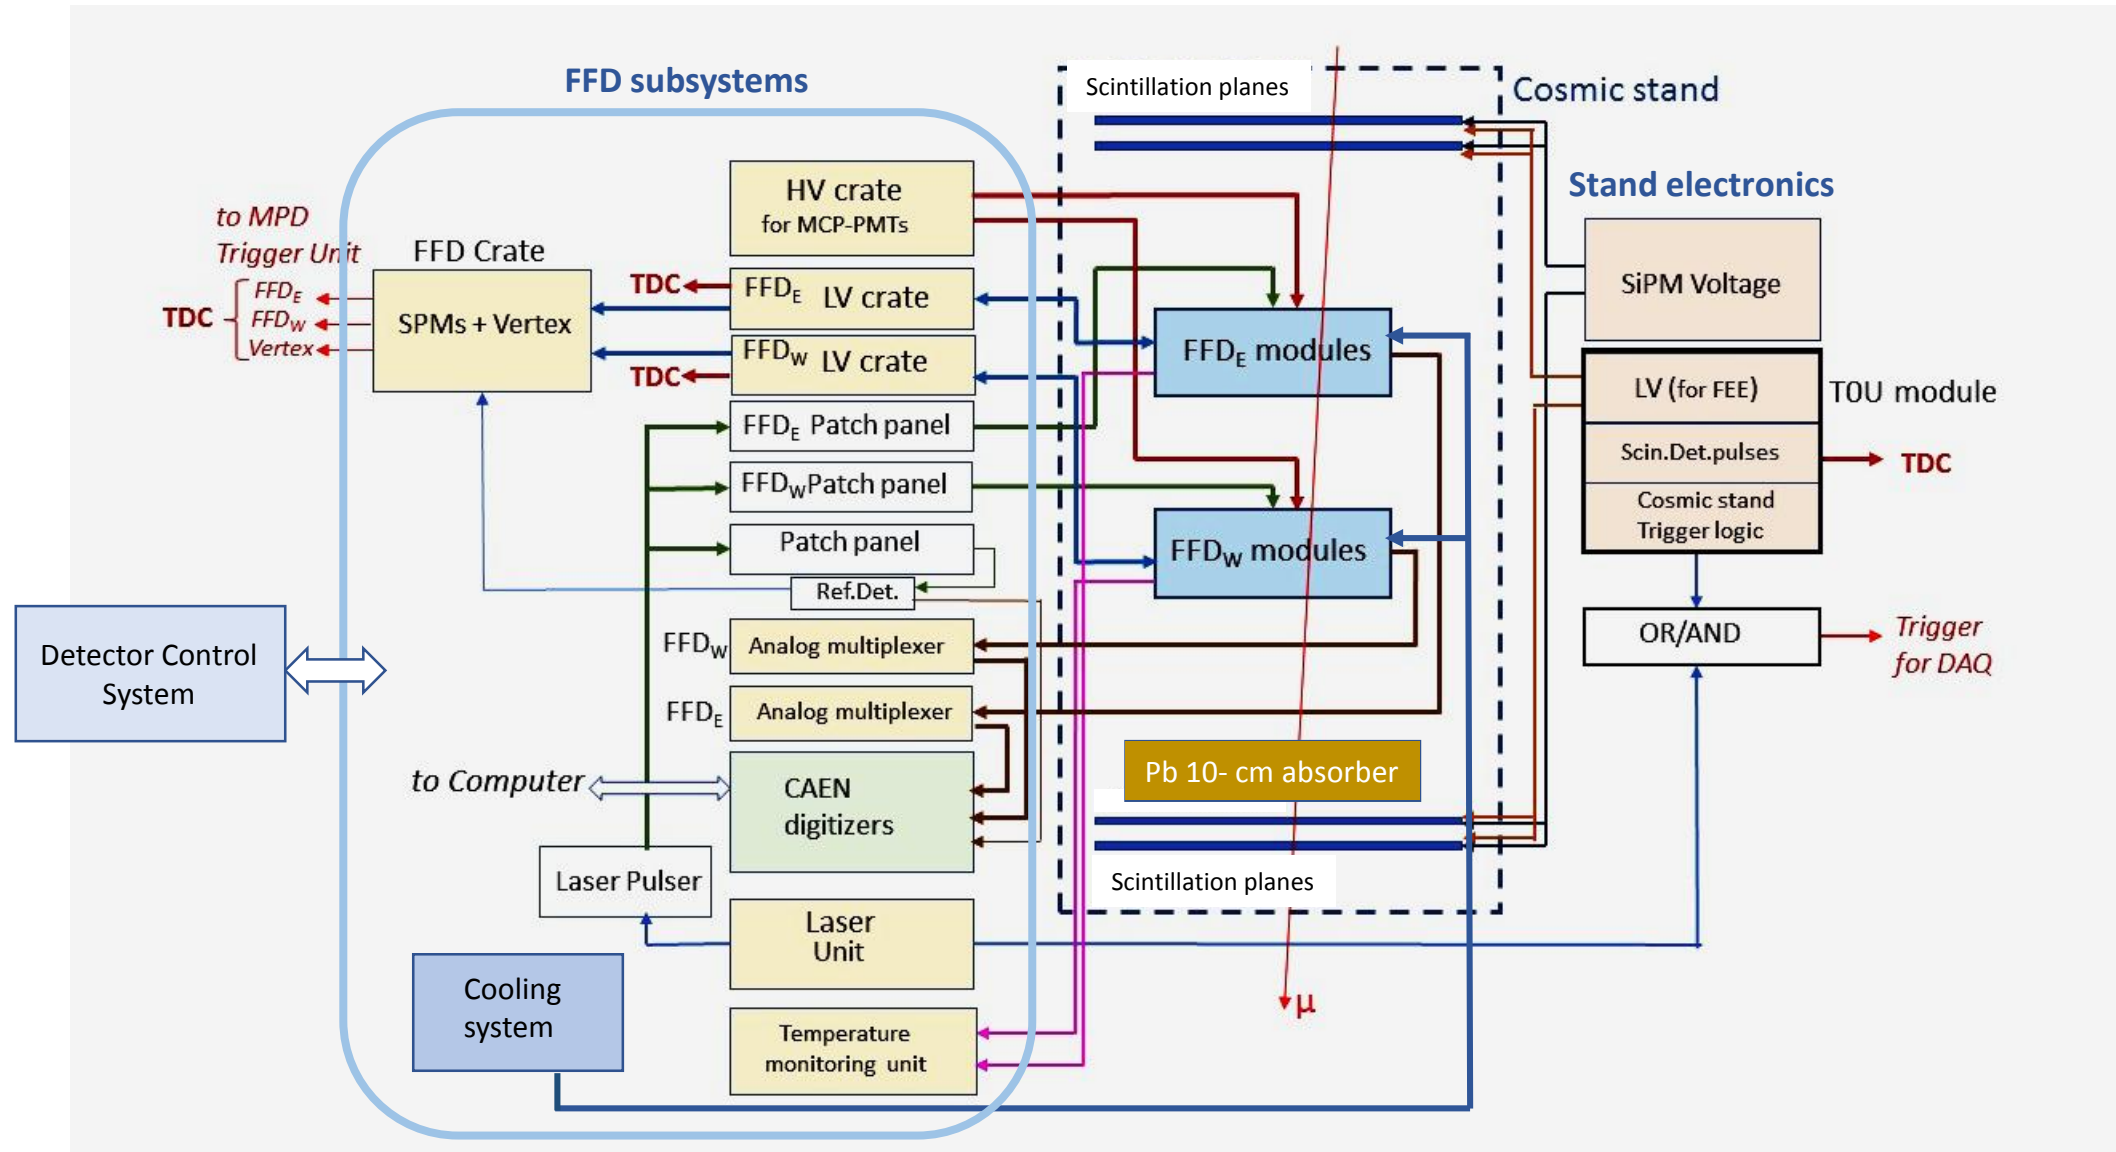 FFD subsystems
Scintillation planes
Cosmic stand
Stand electronics
to MPD
Trigger Unit
FFD Crate
HV crate
for MCP-PMTs
SiPM Voltage
TDC
FFDE
FFDW
Vertex
SPMs + Vertex
TDC
FFDE LV crate
FFDW LV crate
TDC
FFDE modules
LV (for FEE)
T0U module
Scin.Det.pulses
TDC
Cosmic stand
Trigger logic
FFDE Patch panel
FFDW Patch panel
Patch panel
Ref.Det.
FFDW modules
Detector Control
System
FFDW
Analog multiplexer
FFDE
Analog multiplexer
OR/AND
Trigger
for DAQ
to Computer
CAEN
digitizers
Pb 10- cm absorber
Laser Pulser
Scintillation planes
Laser
Unit
Cooling
system
μ
Temperature
monitoring unit